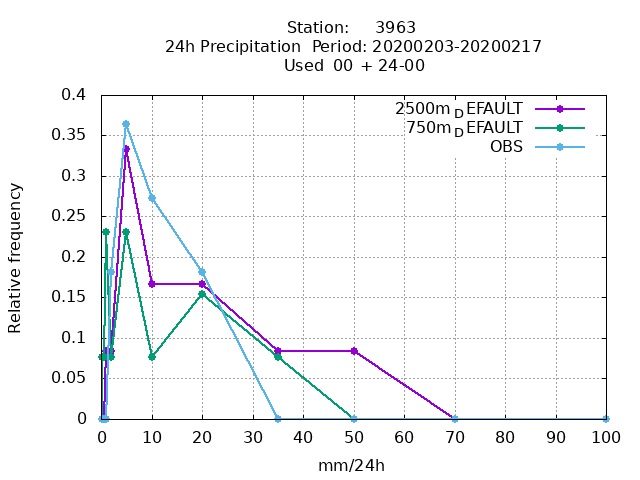 Station: 3963
24h Precipitation Period: 20200203-20200217
Used 00 + 24-00
0.4
0.35
0.3
0.25
0.2
0.15
0.1
0.05
0
Relative frequency
2500m_DEFAULT
750m_DEFAULT
OBS
0 10 20 30 40 50 60 70 80 90 100
mm/24h